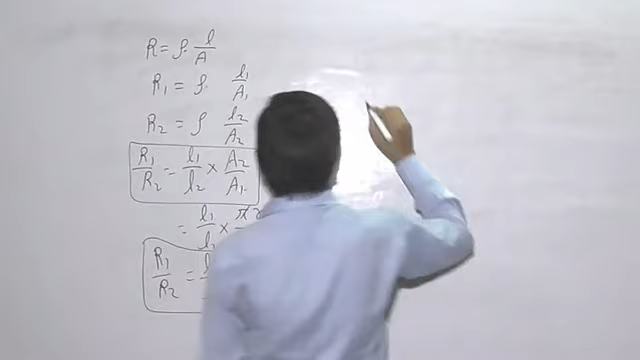 R = ρ. l/A
R₁ = ρ. l₁/A₁
R₂ = ρ l₂/A₂
R₁/R₂ = l₁/l₂ × A₂/A₁
= l₁/l₂ ×
R₁/R₂ =